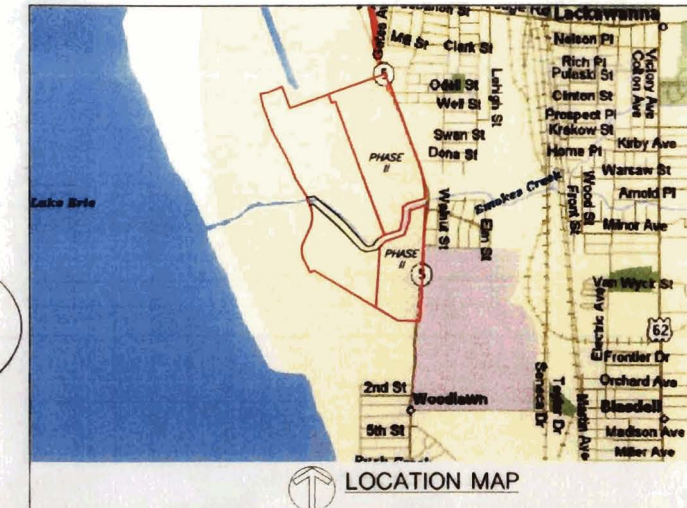 Lackawanna
Mill St
Clark St
Nelson Pl
Rich Pl
Pulaski St
Victory Ave
Colton Ave
5
Odell St
Well St
Lehigh St
Clinton St
Prospect Pl
Krakow St
Swan St
Dona St
Kirby Ave
Home Pl
PHASE
II
Warsaw St
Smokes Creek
Wood St
Front St
Arnold Pl
Lake Erie
Walnut St
Elm St
Milnor Ave
PHASE
II
5
Van Wyck St
Electric Ave
62
Frontier Dr
2nd St
Woodlawn
Seneca Dr
Orchard Ave
Blasdell
5th St
Martin Ave
Madison Ave
Miller Ave
LOCATION MAP